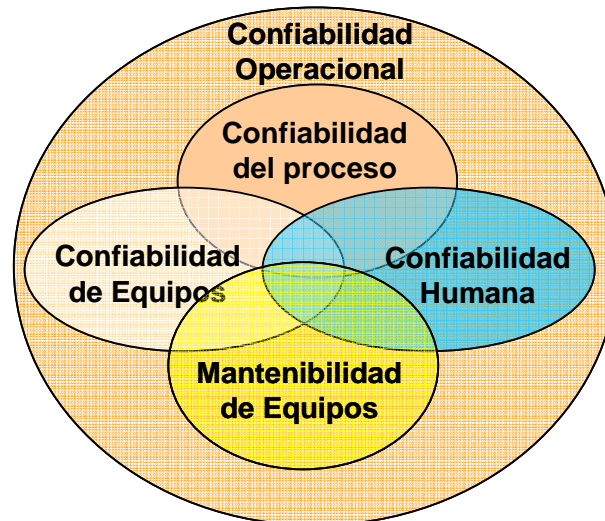 Confiabilidad
Operacional
Confiabilidad
del proceso
Confiabilidad
de Equipos
Confiabilidad
Humana
Mantenibilidad
de Equipos